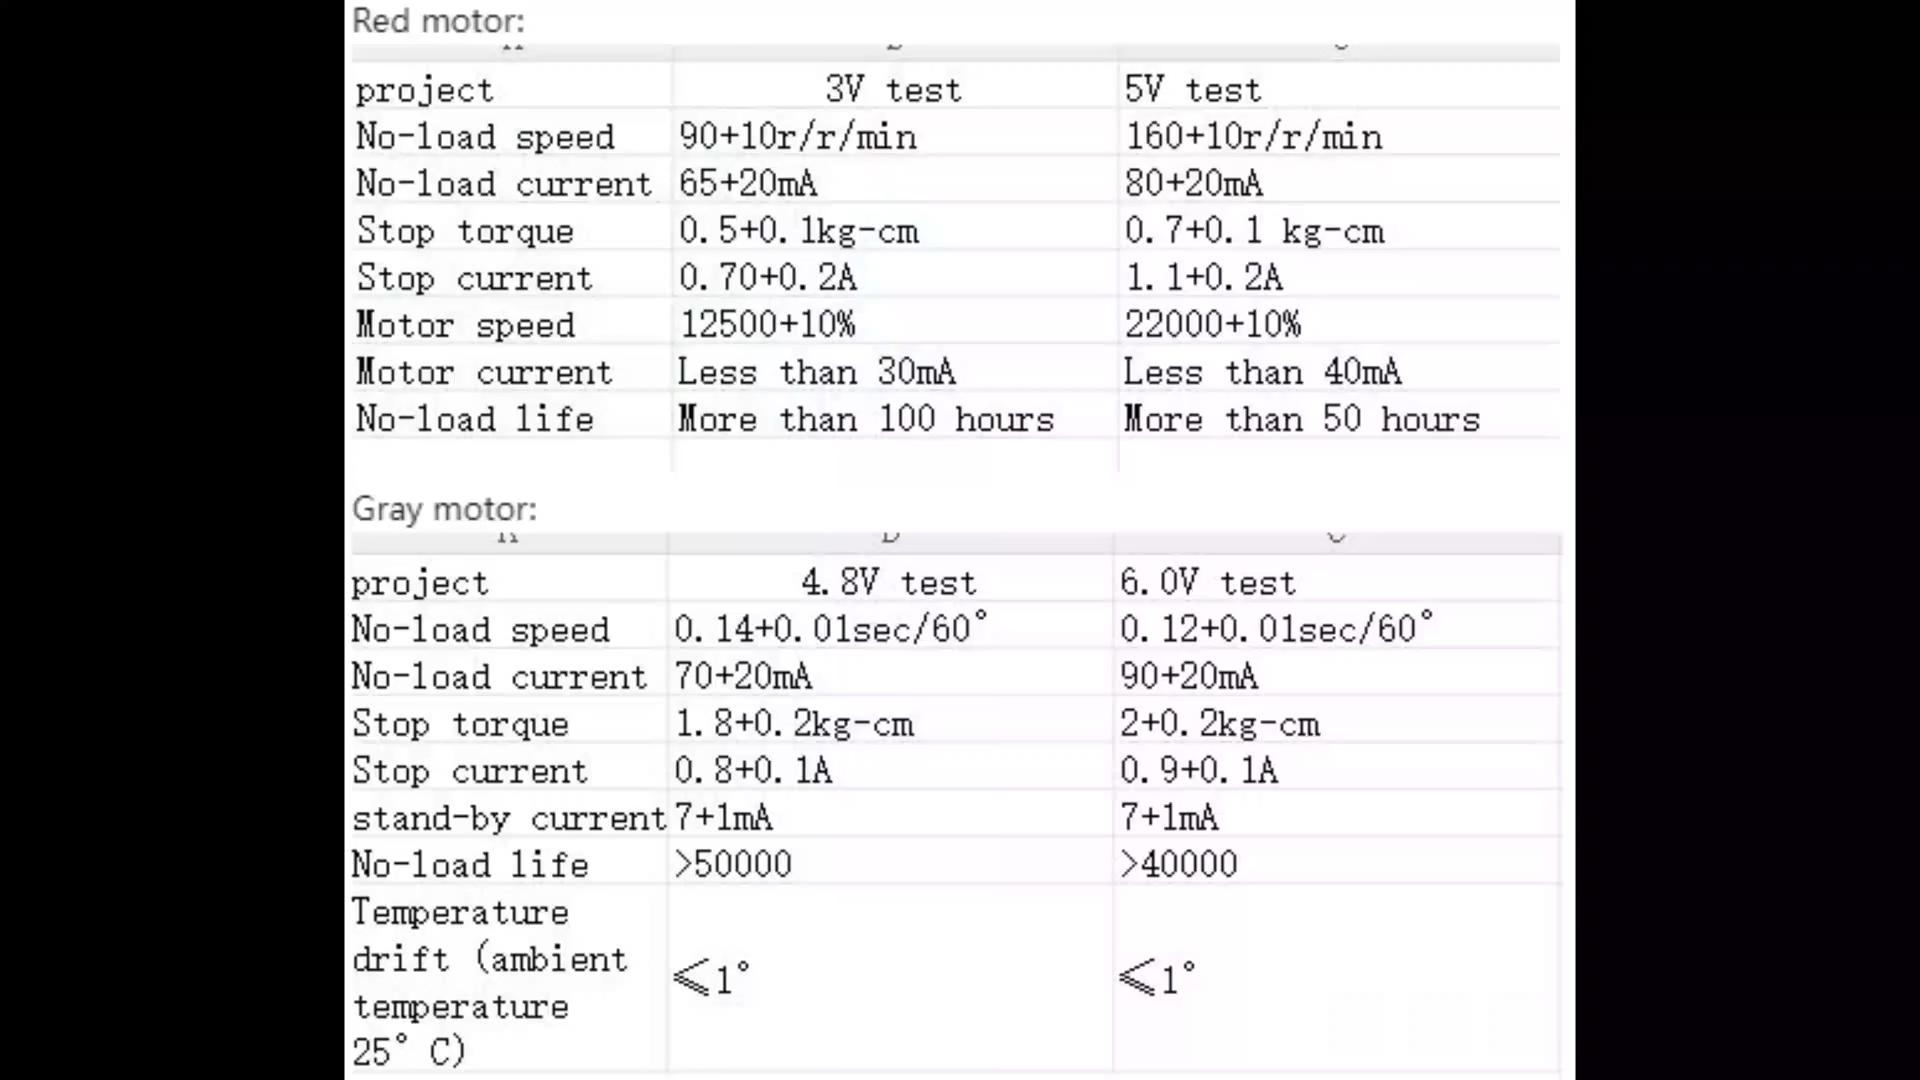 Red motor:
project 3V test 5V test
No-load speed 90+10r/r/min 160+10r/r/min
No-load current 65+20mA 80+20mA
Stop torque 0.5+0.1kg-cm 0.7+0.1 kg-cm
Stop current 0.70+0.2A 1.1+0.2A
Motor speed 12500+10% 22000+10%
Motor current Less than 30mA Less than 40mA
No-load life More than 100 hours More than 50 hours
Gray motor:
project 4.8V test 6.0V test
No-load speed 0.14+0.01sec/60° 0.12+0.01sec/60°
No-load current 70+20mA 90+20mA
Stop torque 1.8+0.2kg-cm 2+0.2kg-cm
Stop current 0.8+0.1A 0.9+0.1A
stand-by current 7+1mA 7+1mA
No-load life >50000 >40000
Temperature
drift (ambient
temperature
25° C) ⩽1° ⩽1°